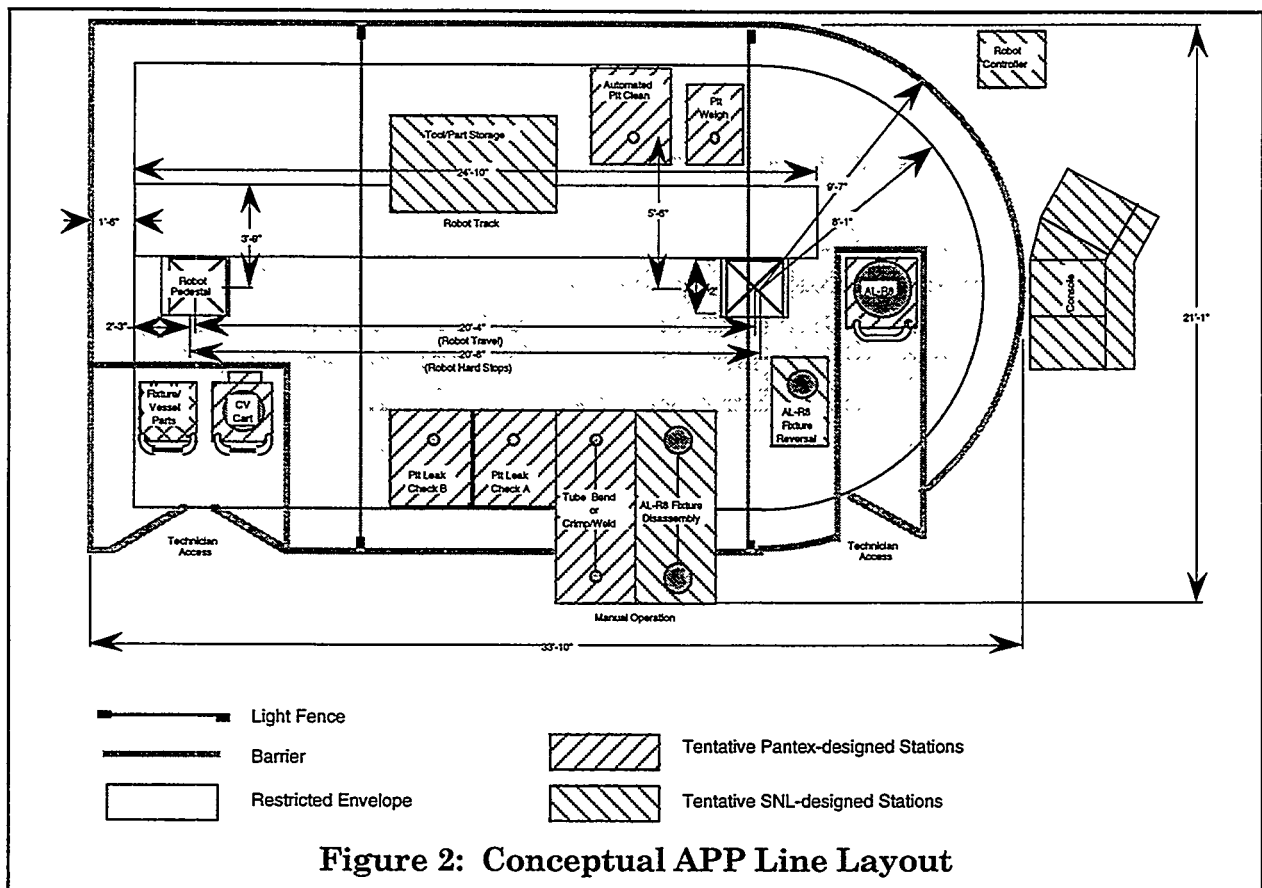 Robot
Controller
Automated
Pit Clean
Pit
Weigh
Tool/Part Storage
24'-10"
9'-7"
8'-1"
1'-6"
3'-9"
5'-6"
Robot Track
Robot
Pedestal
2'
AL-R8
Console
21'-1"
2'-3"
20'-4"
(Robot Travel)
20'-8"
(Robot Hard Stops)
Fixture/
Vessel
Parts
CV
Cart
AL-R8
Fixture
Reversal
Pit Leak
Check B
Pit Leak
Check A
Tube Bend
or
Crimp/Weld
AL-R8 Fixture
Disassembly
Technician
Access
Technician
Access
Manual Operation
33'-10"
Light Fence
Barrier
Restricted Envelope
Tentative Pantex-designed Stations
Tentative SNL-designed Stations
Figure 2: Conceptual APP Line Layout